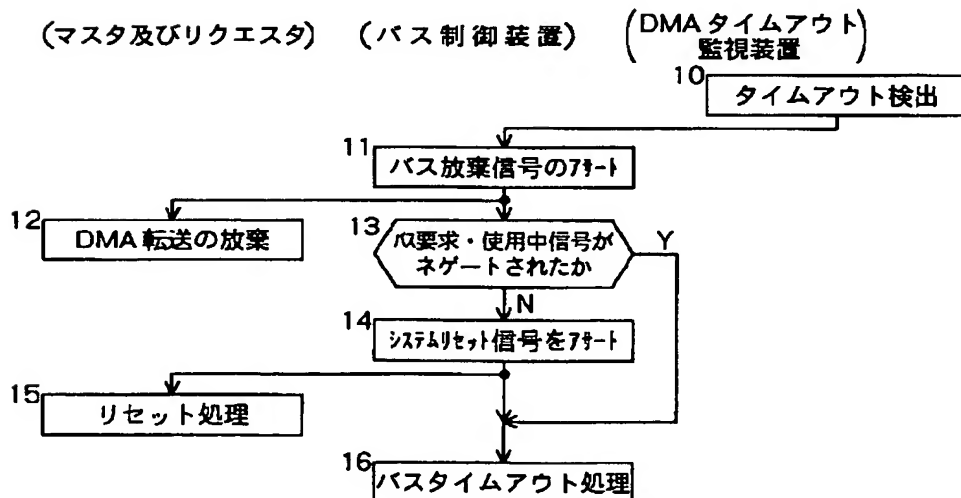 (マスタ及びリクエスタ) (バス制御装置) (DMAタイムアウト
監視装置)
10
タイムアウト検出
11
バス放棄信号のアサート
12
DMA転送の放棄
13
バス要求・使用中信号が
ネゲートされたか
Y
N
14
システムリセット信号をアサート
15
リセット処理
16
バスタイムアウト処理